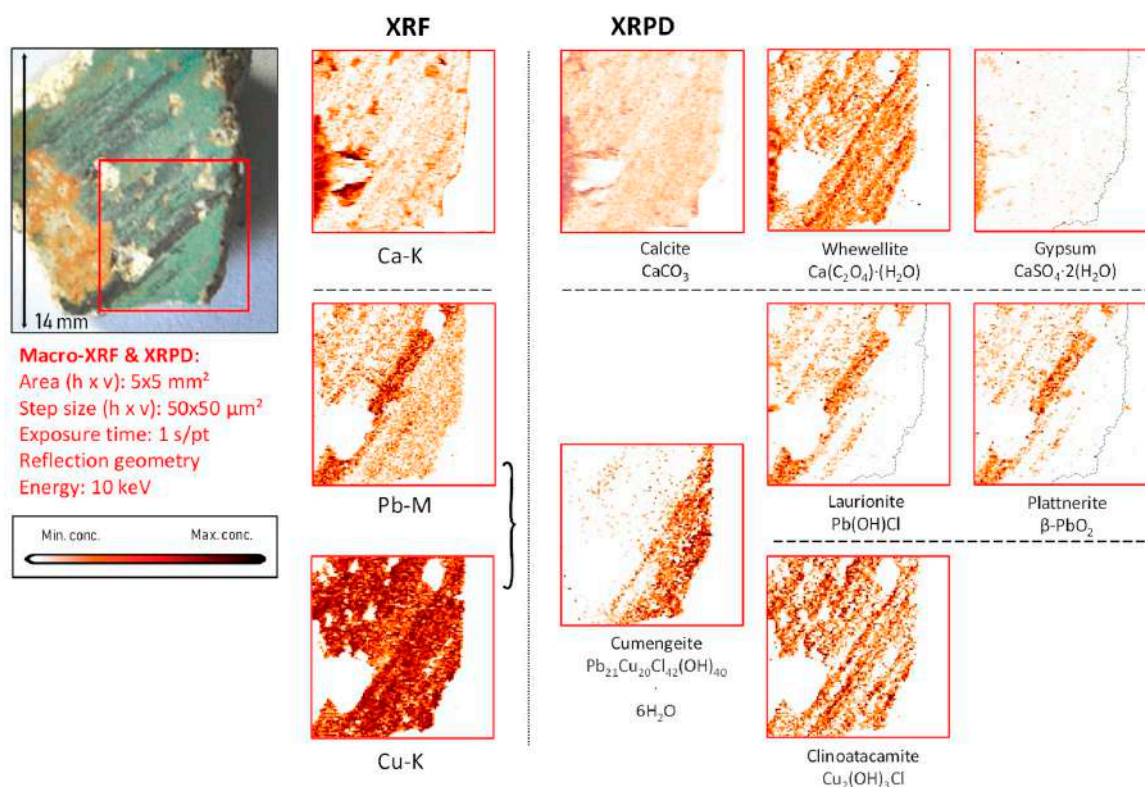 XRF
XRPD
14 mm
Macro-XRF & XRPD:
Area (h x v): 5x5 mm²
Step size (h x v): 50x50 µm²
Exposure time: 1 s/pt
Reflection geometry
Energy: 10 keV
Min. conc. Max. conc.
Ca-K
Pb-M
Cu-K
Calcite
CaCO₃
Whewellite
Ca(C₂O₄)·(H₂O)
Gypsum
CaSO₄·2(H₂O)
Laurionite
Pb(OH)Cl
Plattnerite
β-PbO₂
Cumengeite
Pb₂₁Cu₂₀Cl₄₂(OH)₄₀
·
6H₂O
Clinoatacamite
Cu₂(OH)₃Cl